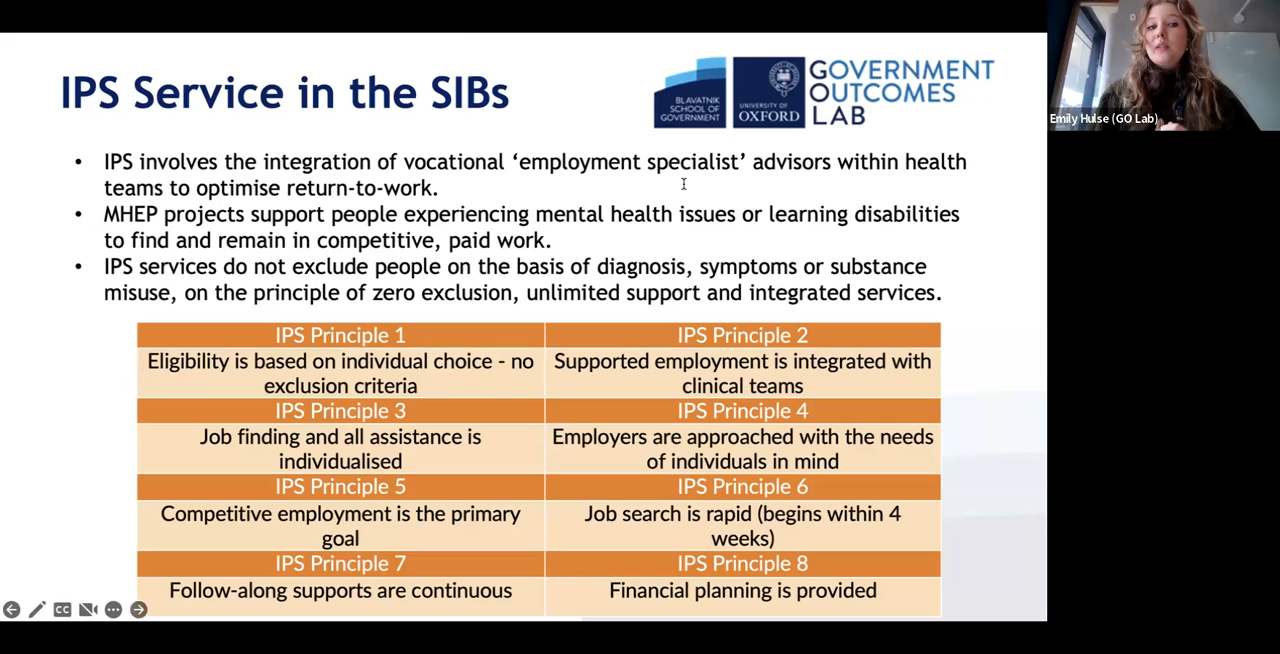 IPS Service in the SIBs
BLAVATNIK
SCHOOL OF
GOVERNMENT
UNIVERSITY OF
OXFORD
GOVERNMENT
OUTCOMES
LAB
Emily Hulse (GO Lab)
• IPS involves the integration of vocational ‘employment specialist’ advisors within health
teams to optimise return-to-work.
• MHEP projects support people experiencing mental health issues or learning disabilities
to find and remain in competitive, paid work.
• IPS services do not exclude people on the basis of diagnosis, symptoms or substance
misuse, on the principle of zero exclusion, unlimited support and integrated services.
IPS Principle 1
IPS Principle 2
Eligibility is based on individual choice - no
exclusion criteria
Supported employment is integrated with
clinical teams
IPS Principle 3
IPS Principle 4
Job finding and all assistance is
individualised
Employers are approached with the needs
of individuals in mind
IPS Principle 5
IPS Principle 6
Competitive employment is the primary
goal
Job search is rapid (begins within 4
weeks)
IPS Principle 7
IPS Principle 8
Follow-along supports are continuous
Financial planning is provided
CC